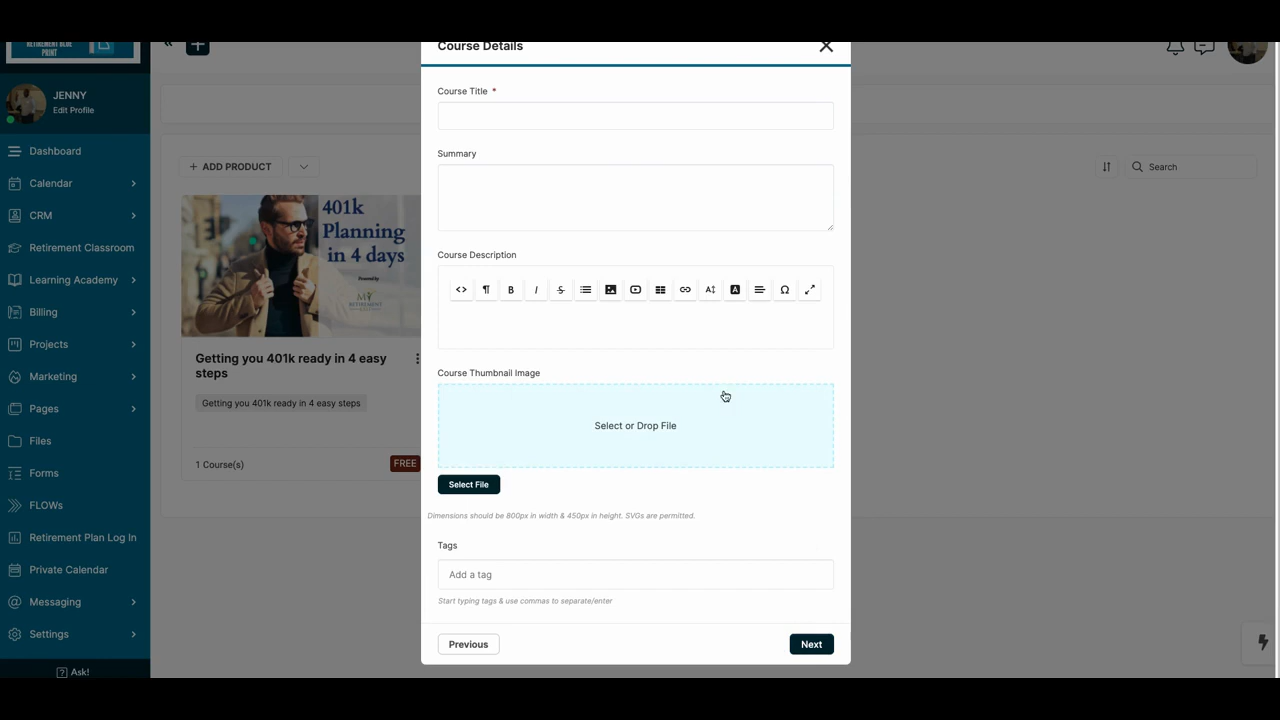 RETIREMENT BLUE
PRINT
«
+
Course Details
JENNY
Edit Profile
Dashboard
Calendar
CRM
Retirement Classroom
Learning Academy
Billing
Projects
Marketing
Pages
Files
Forms
FLOWs
Retirement Plan Log In
Private Calendar
Messaging
Settings
Ask!
+ ADD PRODUCT
Search
401k
Planning
in 4 days
Powered by
MY
RETIREMENT
Getting you 401k ready in 4 easy
steps
Getting you 401k ready in 4 easy steps
1 Course(s)
FREE
Course Title *
Summary
Course Description
Course Thumbnail Image
Select or Drop File
Select File
Dimensions should be 800px in width & 450px in height. SVGs are permitted.
Tags
Add a tag
Start typing tags & use commas to separate/enter
Previous
Next